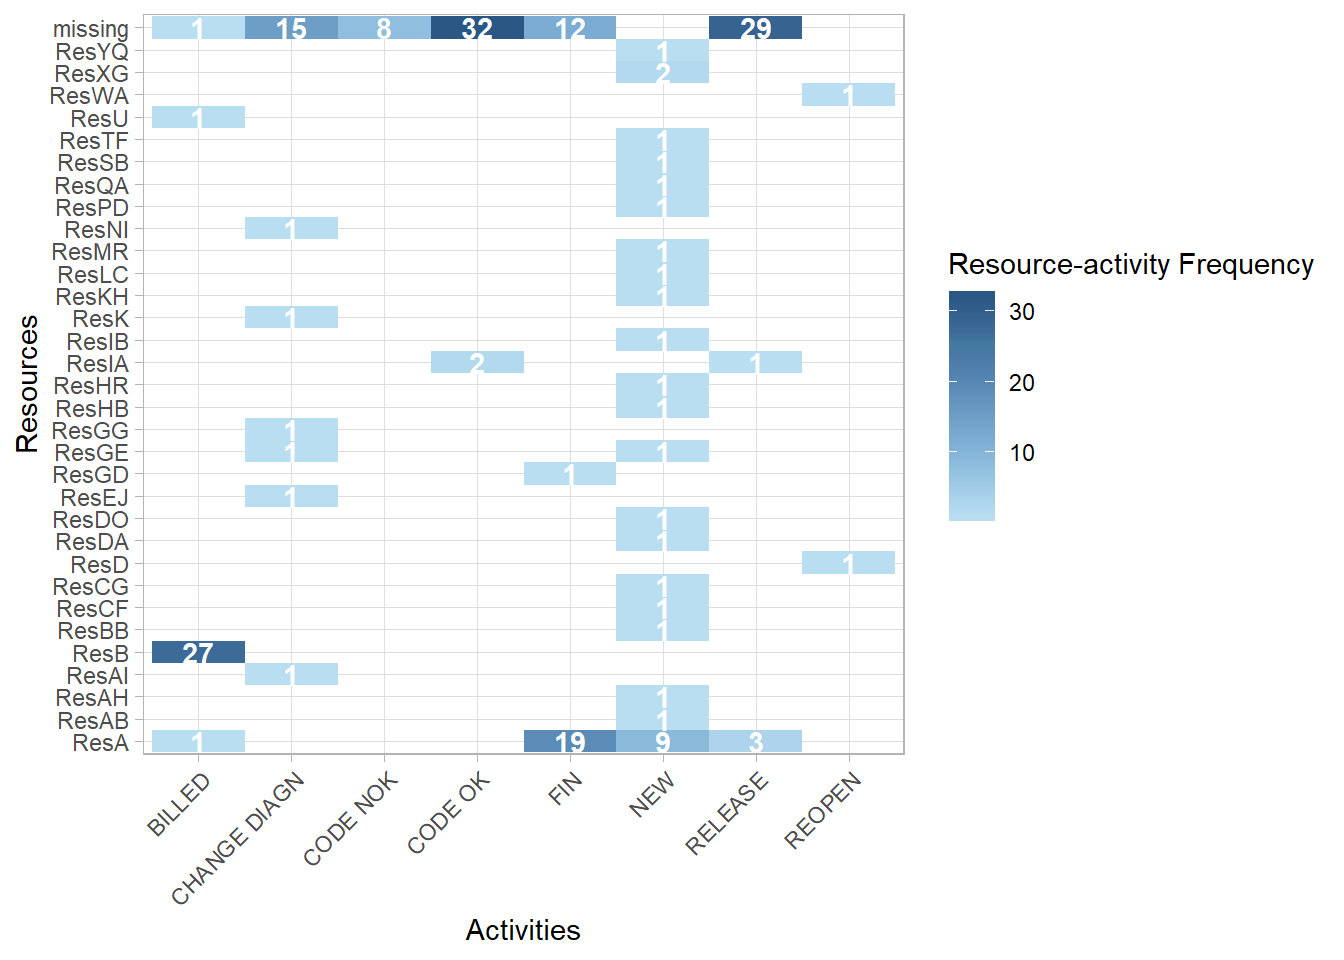 missing 1 15 8 32 12 29
ResYQ 1
ResXG 2
ResWA 1
ResU 1
ResTF 1
ResSB 1
ResQA 1
ResPD 1
ResNI 1
ResMR 1
ResLC 1
ResKH 1
ResK 1
ResIB 1
ResIA 2 1
ResHR 1
ResHB 1
ResGG 1
ResGE 1 1
ResGD 1
ResEJ 1
ResDO 1
ResDA 1
ResD 1
ResCG 1
ResCF 1
ResBB 1
ResB 27
ResAI 1
ResAH 1
ResAB 1
ResA 1 19 9 3
BILLED
CHANGE DIAGN
CODE NOK
CODE OK
FIN
NEW
RELEASE
REOPEN
Activities
Resources
Resource-activity Frequency
30
20
10